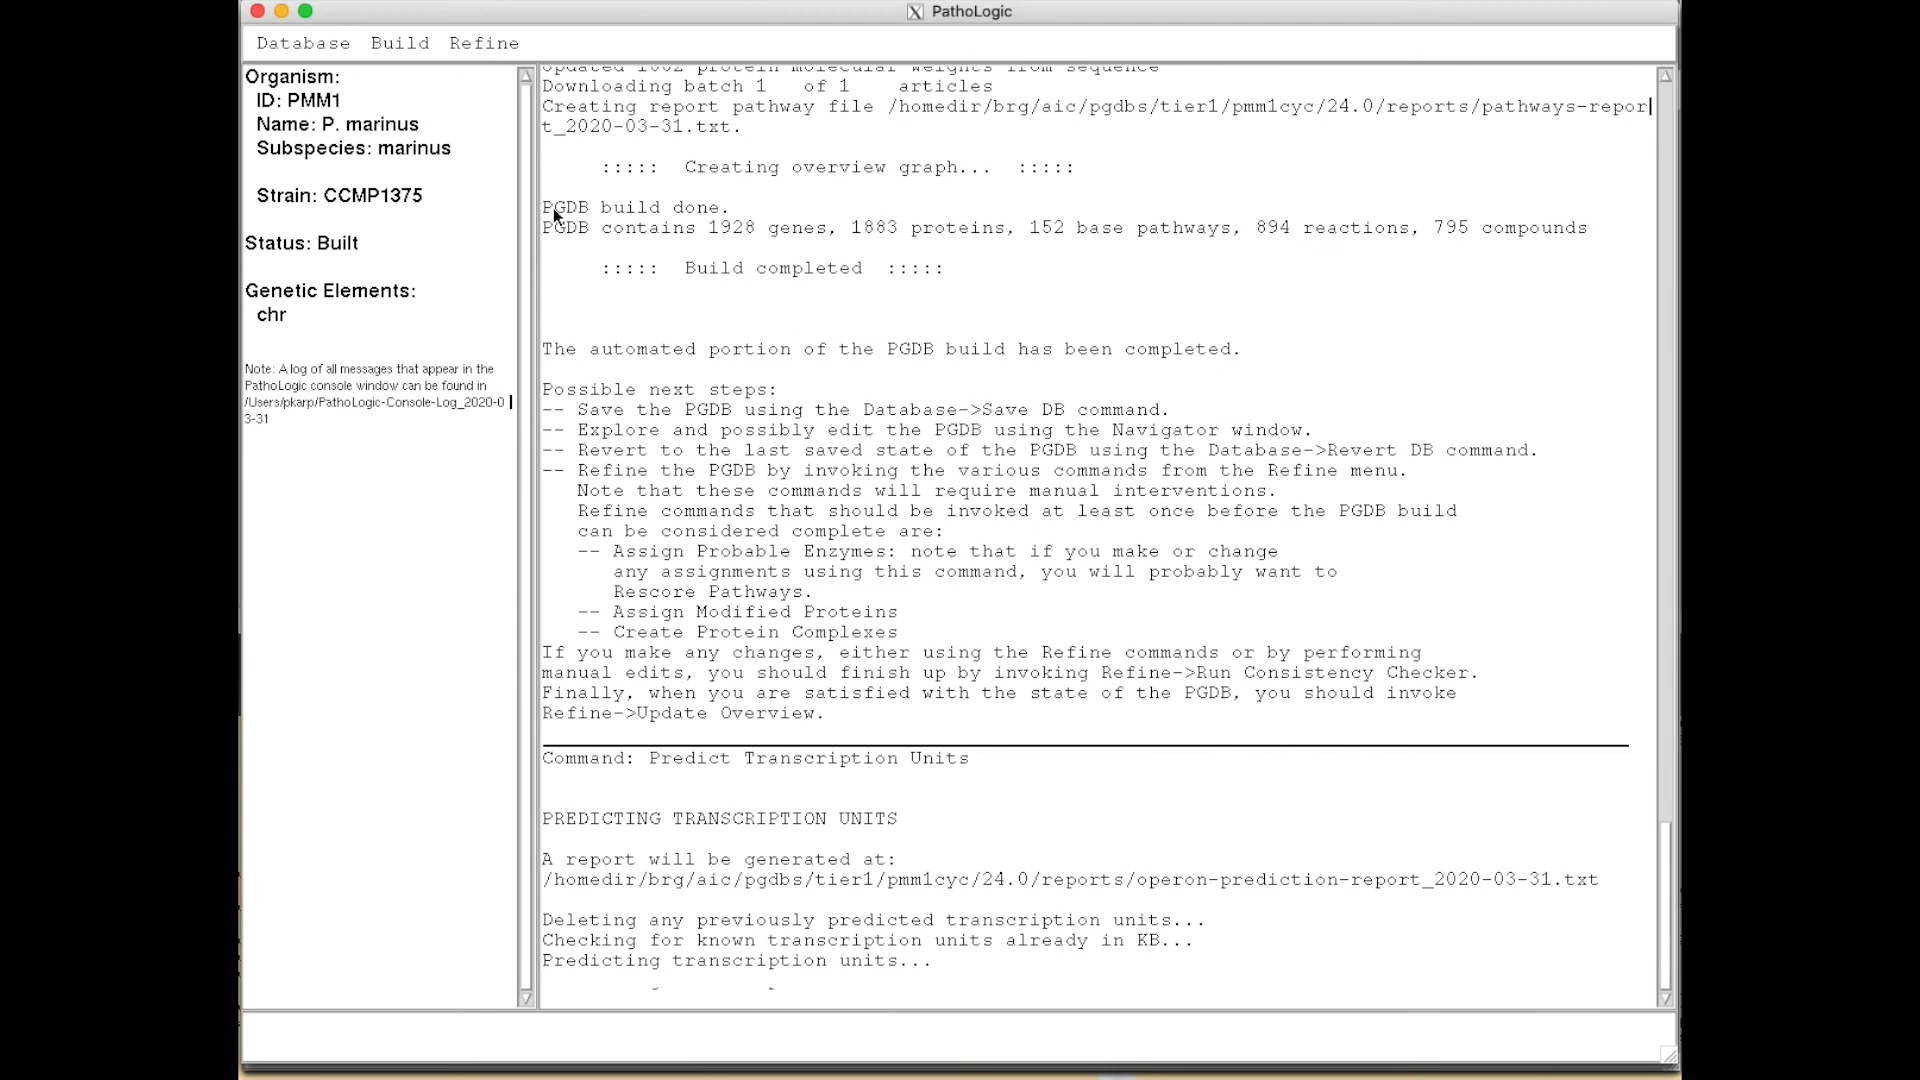 PathoLogic
Database Build Refine
Organism:
ID: PMM1
Name: P. marinus
Subspecies: marinus
Strain: CCMP1375
Status: Built
Genetic Elements:
chr
Note: A log of all messages that appear in the
PathoLogic console window can be found in
/Users/pkarp/PathoLogic-Console-Log_2020-0
3-31
Updated 1002 protein molecular weights from sequence
Downloading batch 1 of 1 articles
Creating report pathway file /homedir/brg/aic/pgdbs/tier1/pmm1cyc/24.0/reports/pathways-repor
t_2020-03-31.txt.
::::: Creating overview graph... :::::
PGDB build done.
PGDB contains 1928 genes, 1883 proteins, 152 base pathways, 894 reactions, 795 compounds
::::: Build completed :::::
The automated portion of the PGDB build has been completed.
Possible next steps:
-- Save the PGDB using the Database->Save DB command.
-- Explore and possibly edit the PGDB using the Navigator window.
-- Revert to the last saved state of the PGDB using the Database->Revert DB command.
-- Refine the PGDB by invoking the various commands from the Refine menu.
Note that these commands will require manual interventions.
Refine commands that should be invoked at least once before the PGDB build
can be considered complete are:
-- Assign Probable Enzymes: note that if you make or change
any assignments using this command, you will probably want to
Rescore Pathways.
-- Assign Modified Proteins
-- Create Protein Complexes
If you make any changes, either using the Refine commands or by performing
manual edits, you should finish up by invoking Refine->Run Consistency Checker.
Finally, when you are satisfied with the state of the PGDB, you should invoke
Refine->Update Overview.
Command: Predict Transcription Units
PREDICTING TRANSCRIPTION UNITS
A report will be generated at:
/homedir/brg/aic/pgdbs/tier1/pmm1cyc/24.0/reports/operon-prediction-report_2020-03-31.txt
Deleting any previously predicted transcription units...
Checking for known transcription units already in KB...
Predicting transcription units...